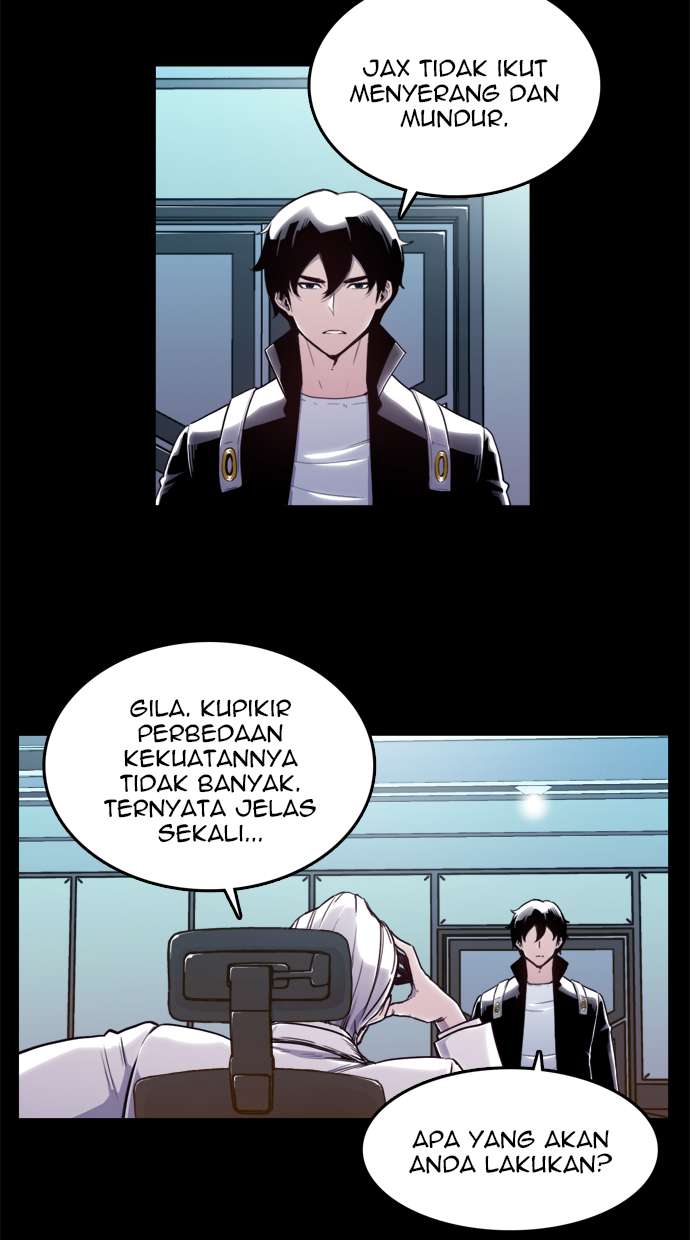 JAX TIDAK IKUT
MENYERANG DAN
MUNDUR.
GILA. KUPIKIR
PERBEDAAN
KEKUATANNYA
TIDAK BANYAK.
TERNYATA JELAS
SEKALI...
APA YANG AKAN
ANDA LAKUKAN?